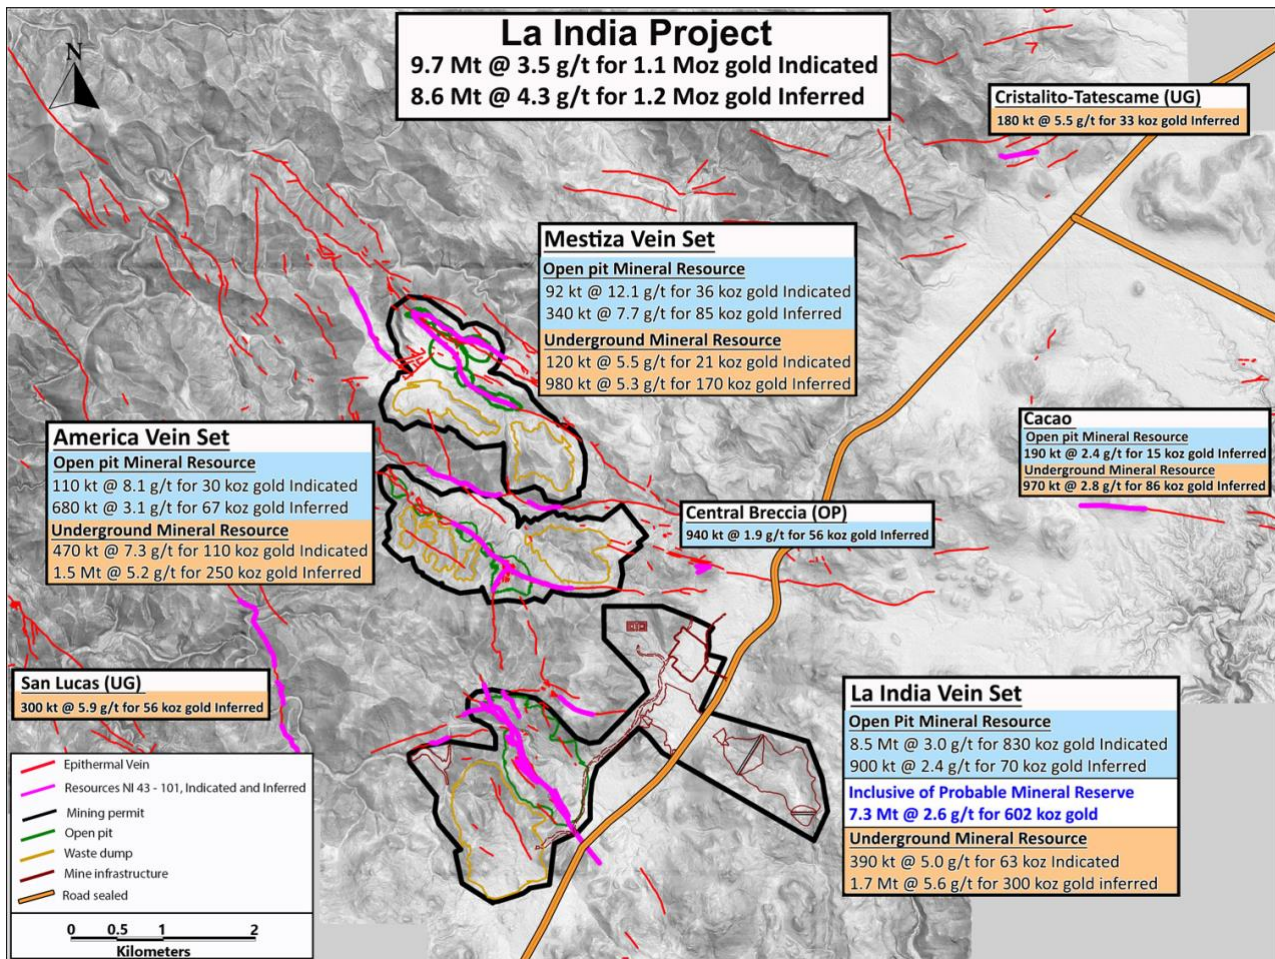 La India Project
9.7 Mt @ 3.5 g/t for 1.1 Moz gold Indicated
8.6 Mt @ 4.3 g/t for 1.2 Moz gold Inferred
N
Cristalito-Tatescame (UG)
180 kt @ 5.5 g/t for 33 koz gold Inferred
Mestiza Vein Set
Open pit Mineral Resource
92 kt @ 12.1 g/t for 36 koz gold Indicated
340 kt @ 7.7 g/t for 85 koz gold Inferred
Underground Mineral Resource
120 kt @ 5.5 g/t for 21 koz gold Indicated
980 kt @ 5.3 g/t for 170 koz gold Inferred
America Vein Set
Open pit Mineral Resource
110 kt @ 8.1 g/t for 30 koz gold Indicated
680 kt @ 3.1 g/t for 67 koz gold Inferred
Underground Mineral Resource
470 kt @ 7.3 g/t for 110 koz gold Indicated
1.5 Mt @ 5.2 g/t for 250 koz gold Inferred
Cacao
Open pit Mineral Resource
190 kt @ 2.4 g/t for 15 koz gold Inferred
Underground Mineral Resource
970 kt @ 2.8 g/t for 86 koz gold Inferred
Central Breccia (OP)
940 kt @ 1.9 g/t for 56 koz gold Inferred
San Lucas (UG)
300 kt @ 5.9 g/t for 56 koz gold Inferred
La India Vein Set
Open Pit Mineral Resource
8.5 Mt @ 3.0 g/t for 830 koz gold Indicated
900 kt @ 2.4 g/t for 70 koz gold Inferred
Inclusive of Probable Mineral Reserve
7.3 Mt @ 2.6 g/t for 602 koz gold
Underground Mineral Resource
390 kt @ 5.0 g/t for 63 koz Indicated
1.7 Mt @ 5.6 g/t for 300 koz gold inferred
Epithermal Vein
Resources NI 43 - 101, Indicated and Inferred
Mining permit
Open pit
Waste dump
Mine infrastructure
Road sealed
0 0.5 1 2
Kilometers